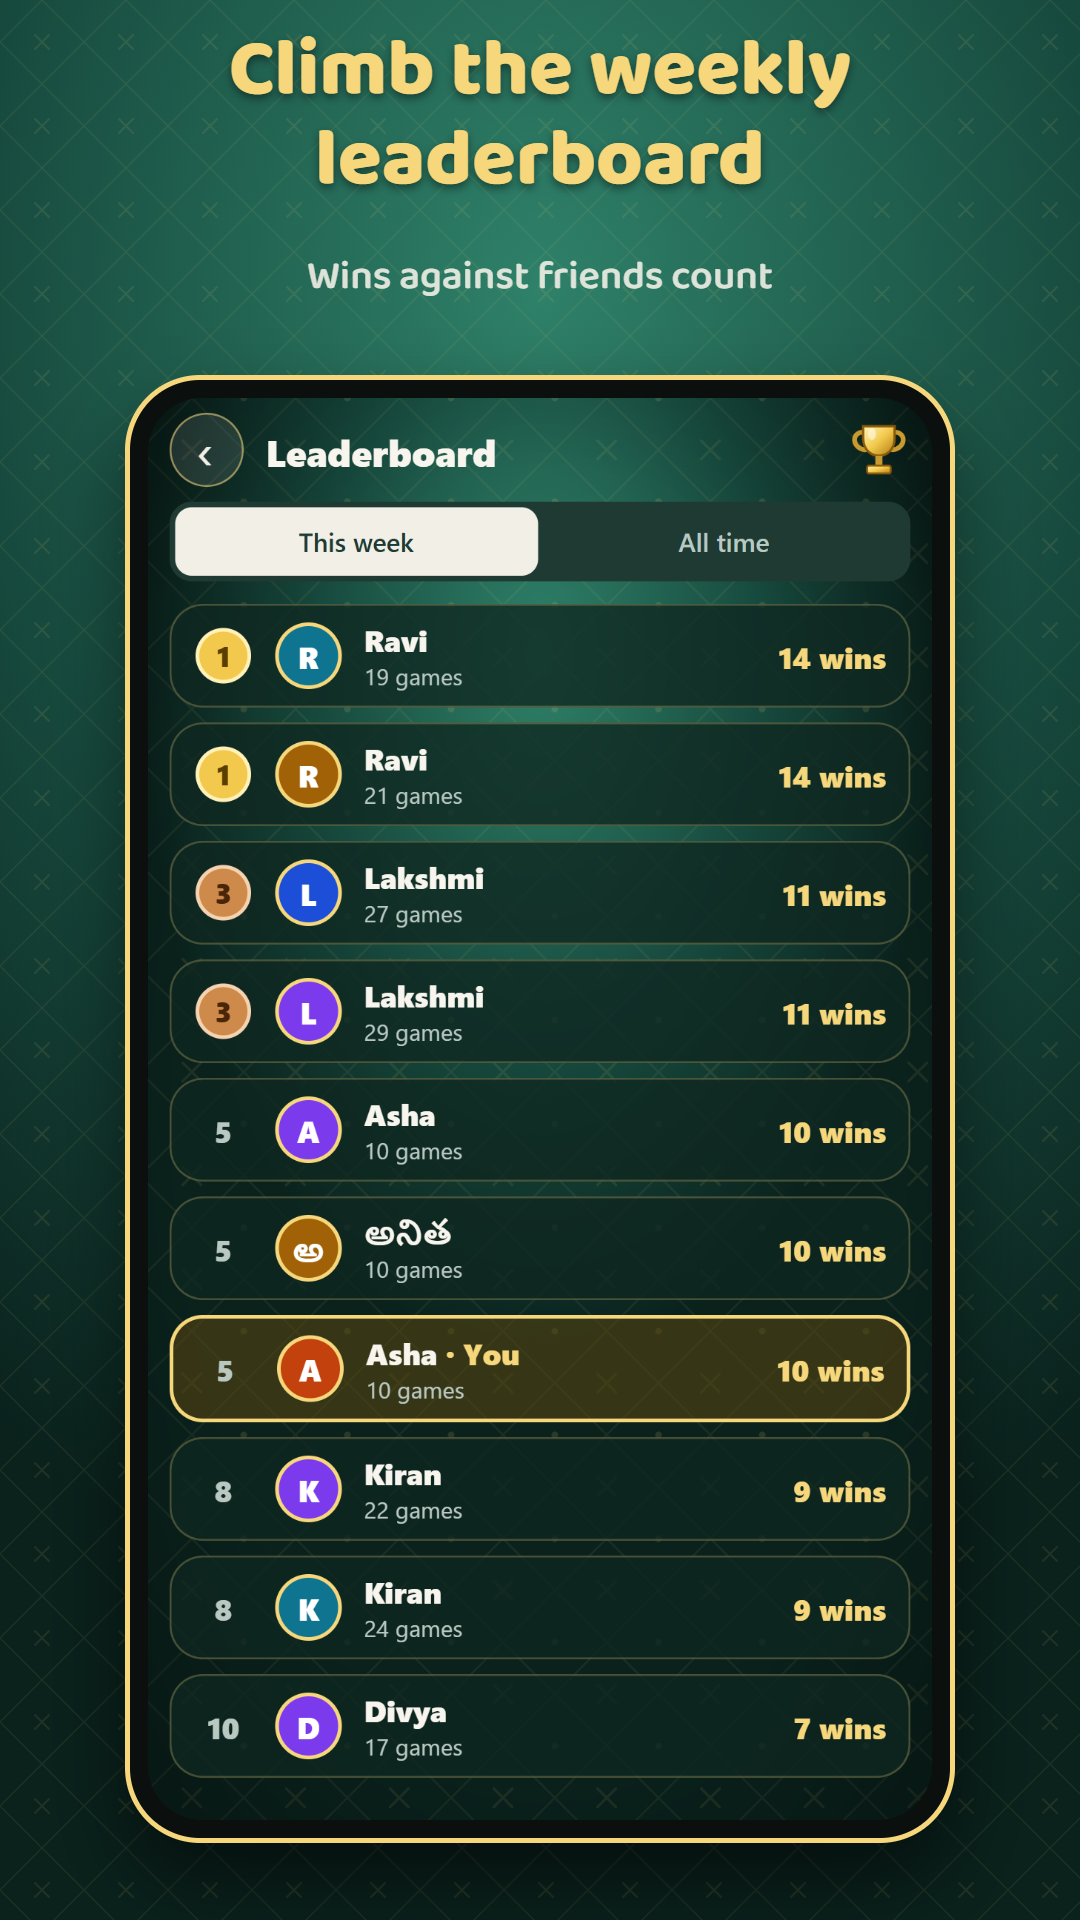 Climb the weekly
leaderboard
Wins against friends count
‹ Leaderboard
This week All time
1 R Ravi 14 wins
19 games
1 R Ravi 14 wins
21 games
3 L Lakshmi 11 wins
27 games
3 L Lakshmi 11 wins
29 games
5 A Asha 10 wins
10 games
5 అ అనిత 10 wins
10 games
5 A Asha · You 10 wins
10 games
8 K Kiran 9 wins
22 games
8 K Kiran 9 wins
24 games
10 D Divya 7 wins
17 games